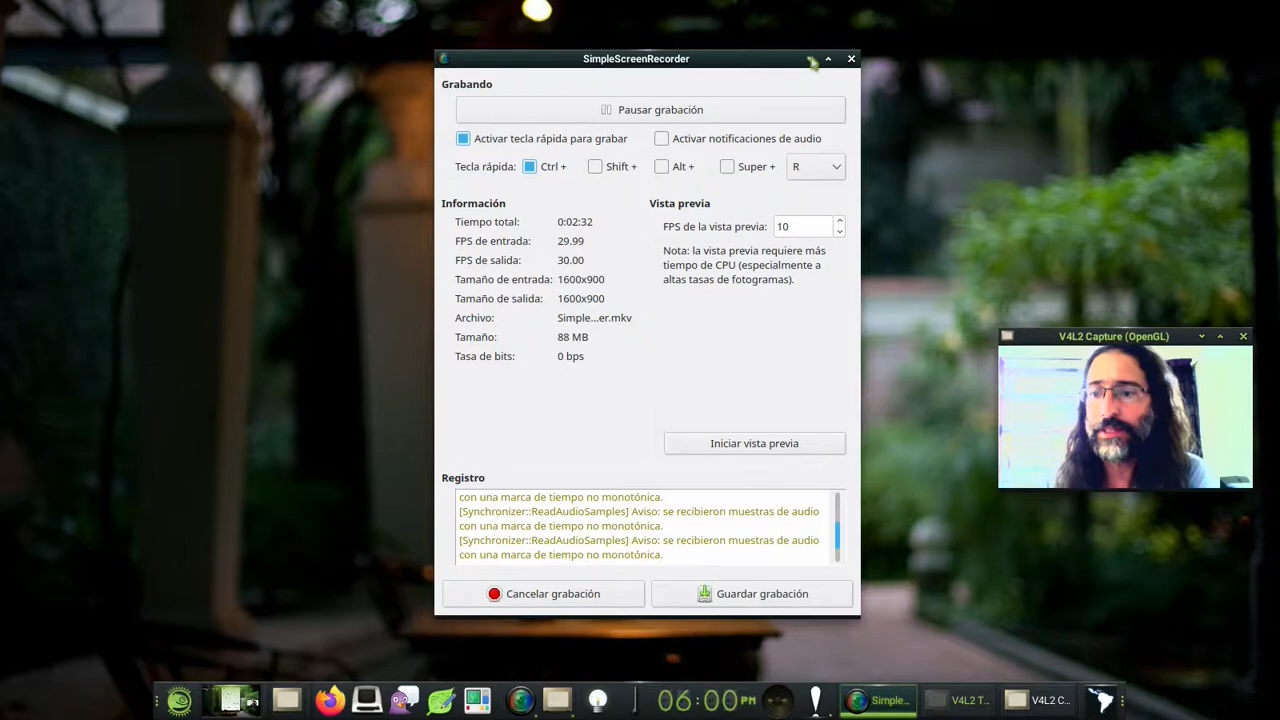 SimpleScreenRecorder
Grabando
Pausar grabación
Activar tecla rápida para grabar
Activar notificaciones de audio
Tecla rápida: Ctrl + Shift + Alt + Super + R
Información
Tiempo total: 0:02:32
FPS de entrada: 29.99
FPS de salida: 30.00
Tamaño de entrada: 1600x900
Tamaño de salida: 1600x900
Archivo: Simple...er.mkv
Tamaño: 88 MB
Tasa de bits: 0 bps
Vista previa
FPS de la vista previa: 10
Nota: la vista previa requiere más
tiempo de CPU (especialmente a
altas tasas de fotogramas).
Iniciar vista previa
V4L2 Capture (OpenGL)
Registro
con una marca de tiempo no monotónica.
[Synchronizer::ReadAudioSamples] Aviso: se recibieron muestras de audio
con una marca de tiempo no monotónica.
[Synchronizer::ReadAudioSamples] Aviso: se recibieron muestras de audio
con una marca de tiempo no monotónica.
Cancelar grabación
Guardar grabación
06:00PM
Simple...
V4L2 T...
V4L2 C...